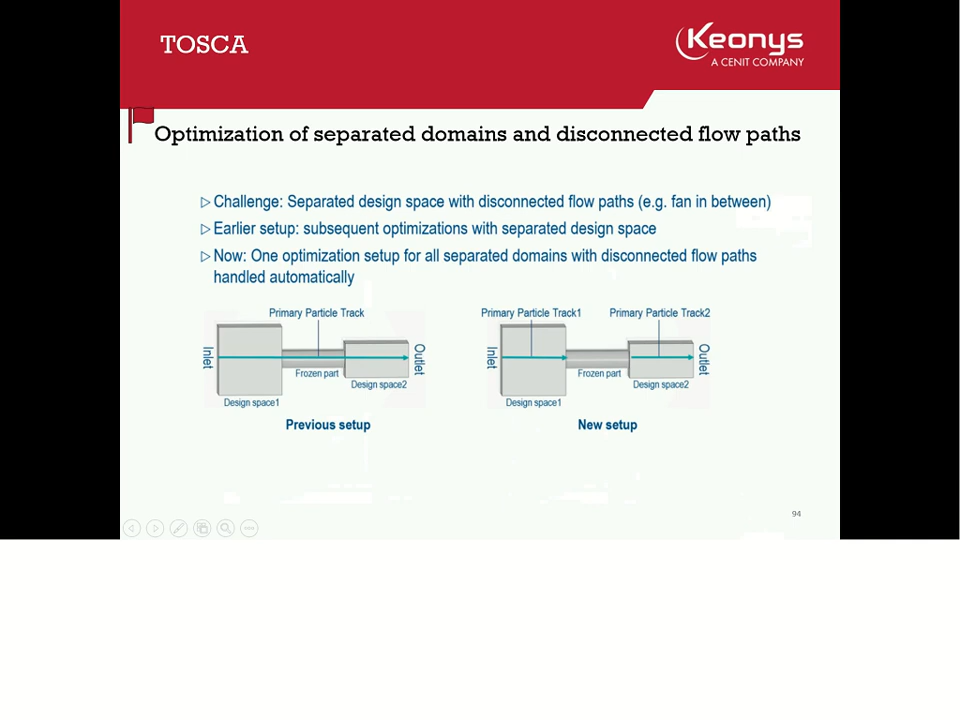 TOSCA
Keonys
A CENIT COMPANY
Optimization of separated domains and disconnected flow paths
Challenge: Separated design space with disconnected flow paths (e.g. fan in between)
Earlier setup: subsequent optimizations with separated design space
Now: One optimization setup for all separated domains with disconnected flow paths
handled automatically
Primary Particle Track
Inlet
Outlet
Frozen part
Design space2
Design space1
Previous setup
Primary Particle Track1
Primary Particle Track2
Inlet
Outlet
Frozen part
Design space2
Design space1
New setup
94